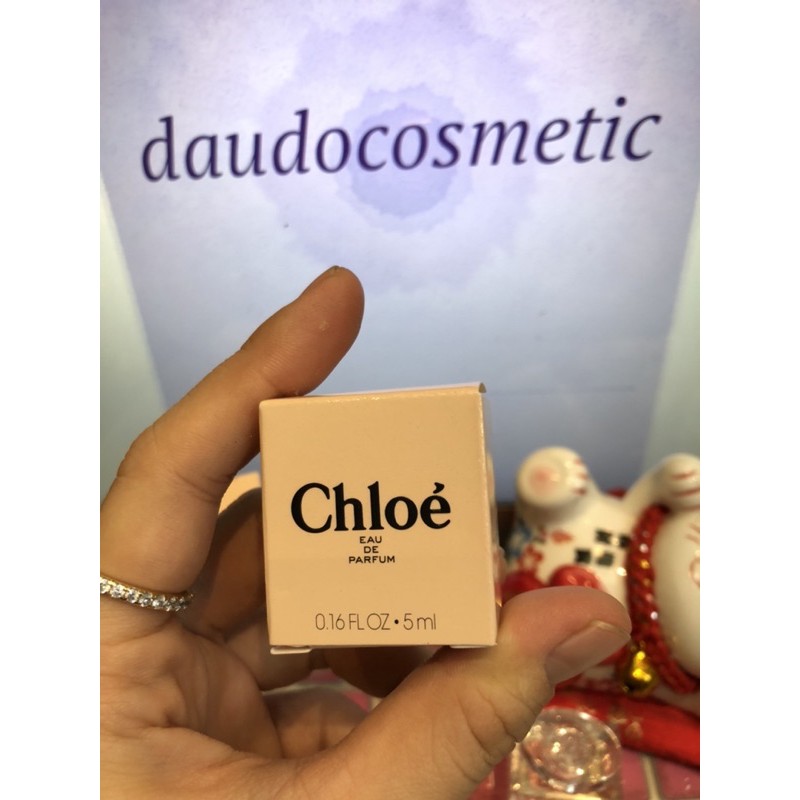 daudocosmetic
Chloé
EAU
DE
PARFUM
0.16 FL OZ • 5 ml